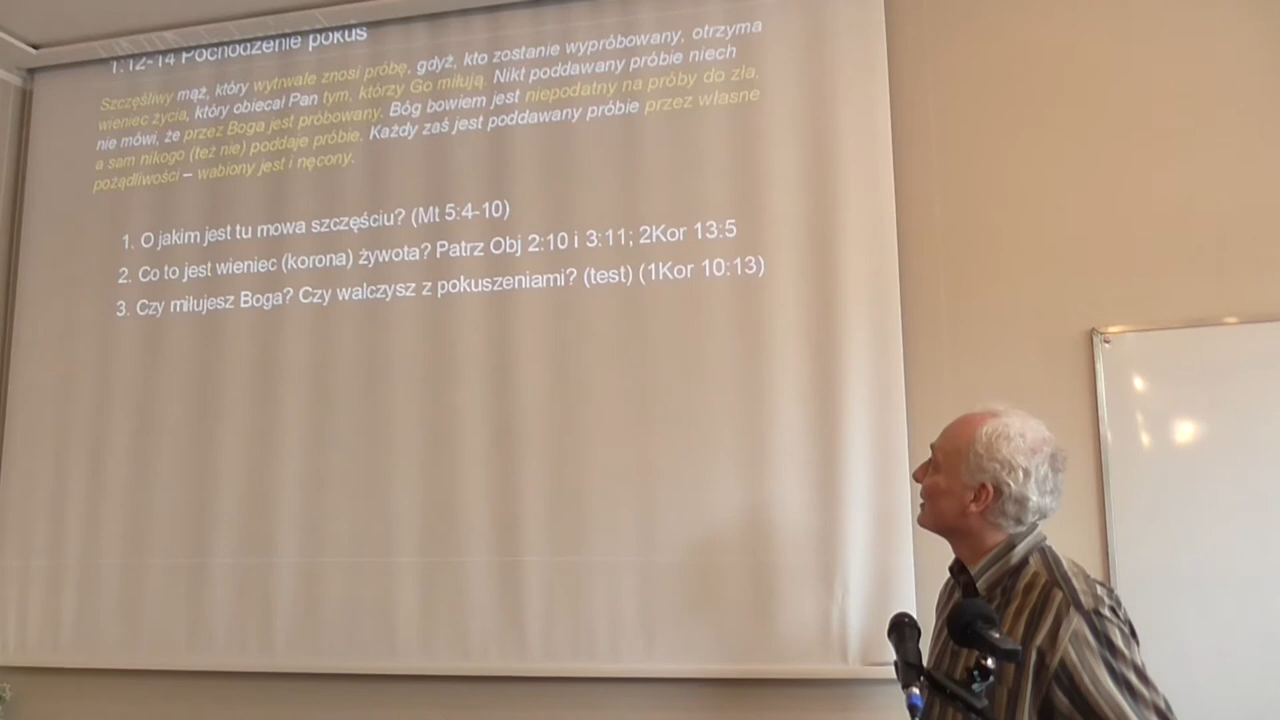 1:12-14 Pochodzenie pokus
Szczęśliwy mąż, który wytrwale znosi próbę, gdyż, kto zostanie wypróbowany, otrzyma
wieniec życia, który obiecał Pan tym, którzy Go miłują. Nikt poddawany próbie niech
nie mówi, że przez Boga jest próbowany. Bóg bowiem jest niepodatny na próby do zła,
a sam nikogo (też nie) poddaje próbie. Każdy zaś jest poddawany próbie przez własne
pożądliwości – wabiony jest i nęcony.
1. O jakim jest tu mowa szczęściu? (Mt 5:4-10)
2. Co to jest wieniec (korona) żywota? Patrz Obj 2:10 i 3:11; 2Kor 13:5
3. Czy miłujesz Boga? Czy walczysz z pokuszeniami? (test) (1Kor 10:13)